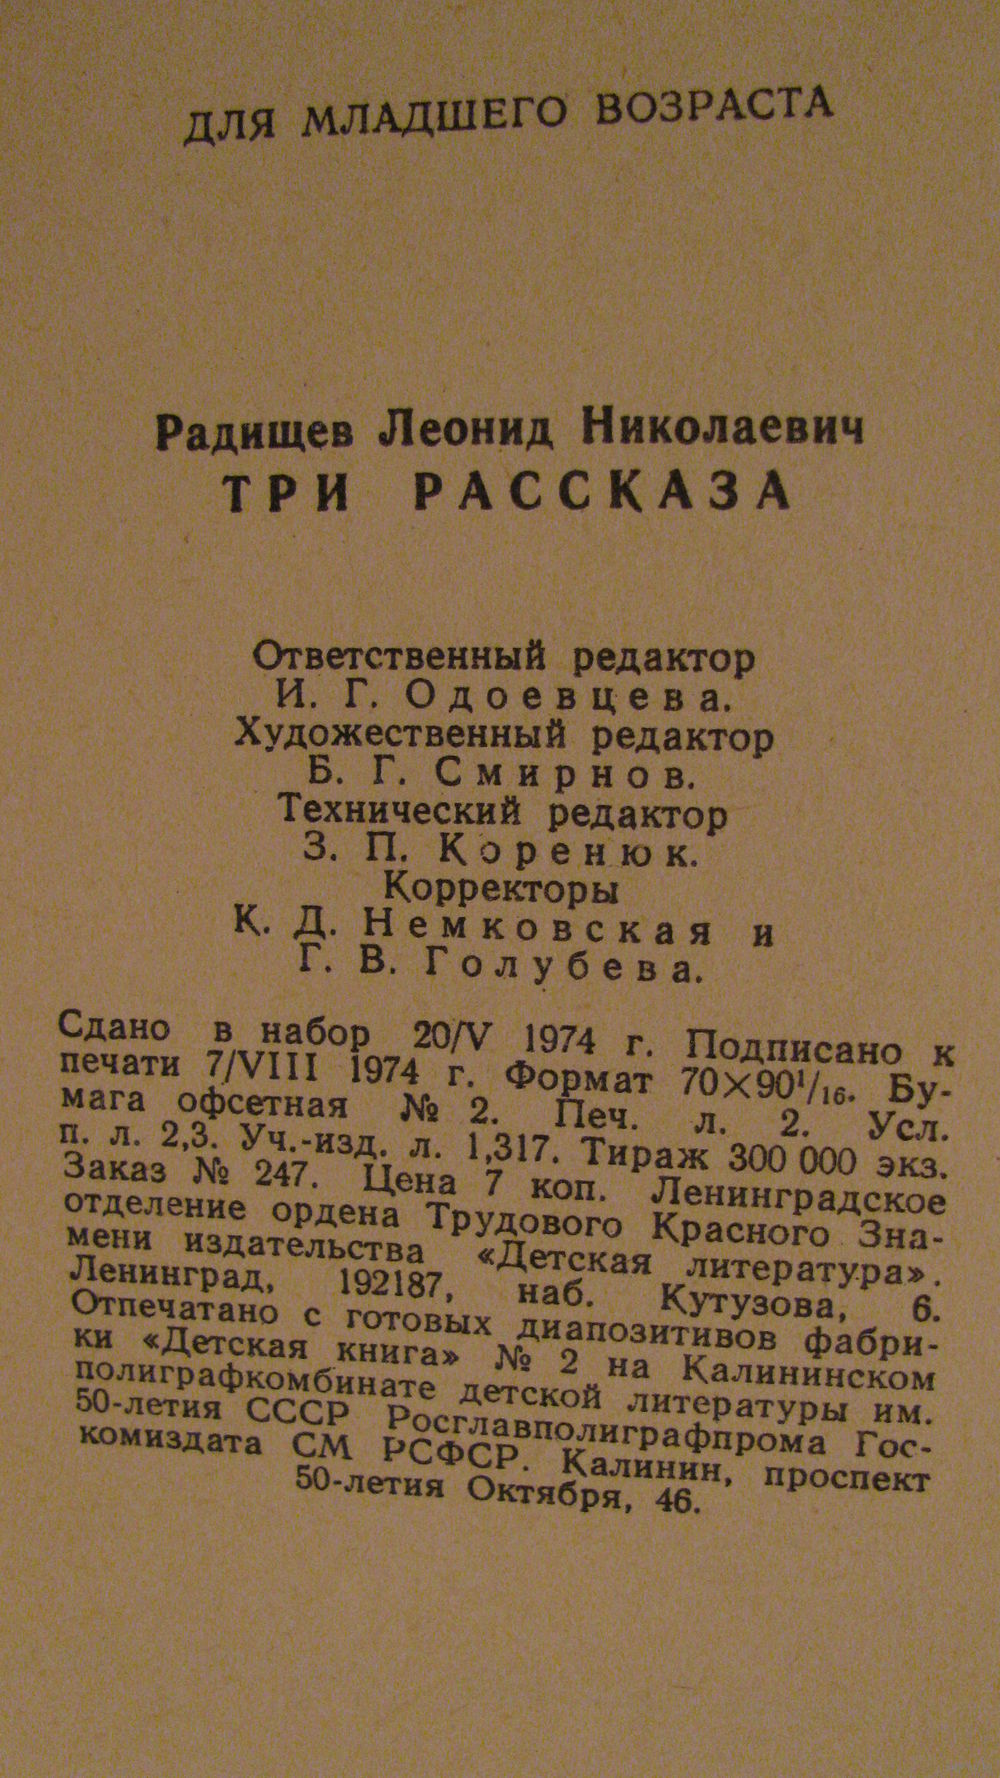 ДЛЯ МЛАДШЕГО ВОЗРАСТА
Радищев Леонид Николаевич
ТРИ РАССКАЗА
Ответственный редактор
И. Г. Одоевцева.
Художественный редактор
Б. Г. Смирнов.
Технический редактор
З. П. Коренюк.
Корректоры
К. Д. Немковская и
Г. В. Голубева.
Сдано в набор 20/V 1974 г. Подписано к
печати 7/VIII 1974 г. Формат 70×90¹/₁₆. Бу-
мага офсетная № 2. Печ. л. 2. Усл.
п. л. 2,3. Уч.-изд. л. 1,317. Тираж 300 000 экз.
Заказ № 247. Цена 7 коп. Ленинградское
отделение ордена Трудового Красного Зна-
мени издательства «Детская литература».
Ленинград, 192187, наб. Кутузова, 6.
Отпечатано с готовых диапозитивов фабри-
ки «Детская книга» № 2 на Калининском
полиграфкомбинате детской литературы им.
50-летия СССР Росглавполиграфпрома Гос-
комиздата СМ РСФСР. Калинин, проспект
50-летия Октября, 46.